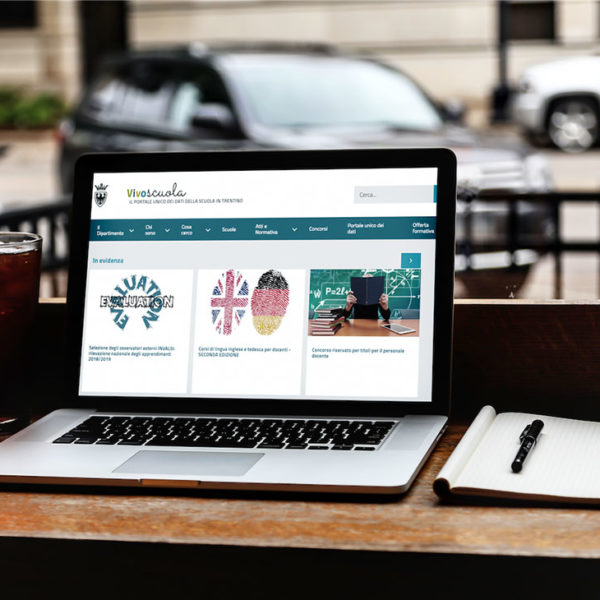 Vivoscuola
IL PORTALE UNICO DEI DATI DELLA SCUOLA IN TRENTINO
Cerca...
Il Dipartimento
Chi sono
Cosa cerco
Scuole
Atti e Normativa
Concorsi
Portale unico dei dati
Offerta formativa
In evidenza
EVALUATION
EVALUATION
EVALUATION
Selezione degli osservatori esterni INVALSI-
rilevazione nazionale degli apprendimenti
2018/2019
Corsi di lingua inglese e tedesca per docenti -
SECONDA EDIZIONE
P=2ℓ+
Concorso riservato per titoli per il personale
docente